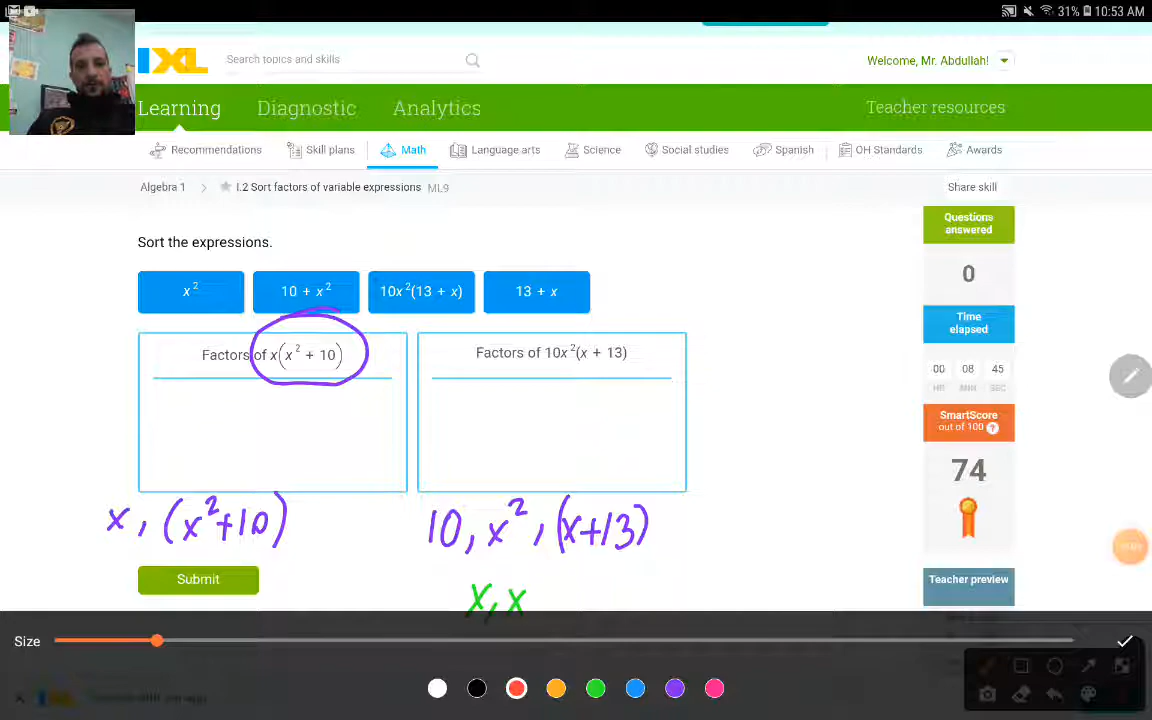 31% 10:53 AM
IXL
Search topics and skills
Welcome, Mr. Abdullah!
Learning Diagnostic Analytics Teacher resources
Recommendations Skill plans Math Language arts Science Social studies Spanish OH Standards Awards
Algebra 1 > I.2 Sort factors of variable expressions ML9
Share skill
Questions answered
0
Sort the expressions.
x² 10 + x² 10x²(13 + x) 13 + x
Time elapsed
00 08 45
HR MIN SEC
Factors of x(x² + 10) Factors of 10x²(x + 13)
SmartScore
out of 100 ?
74
x, (x²+10) 10, x², (x+13)
Submit
Teacher preview
x, x
Size